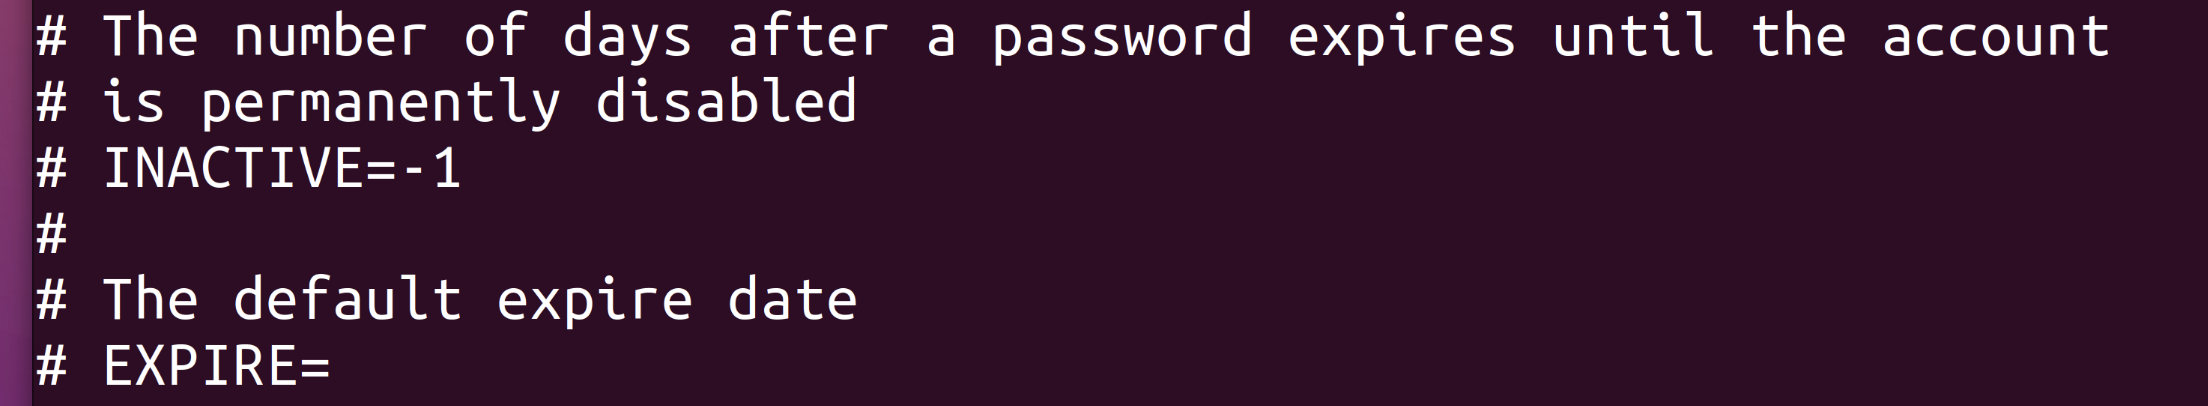 # The number of days after a password expires until the account
# is permanently disabled
# INACTIVE=-1
#
# The default expire date
# EXPIRE=